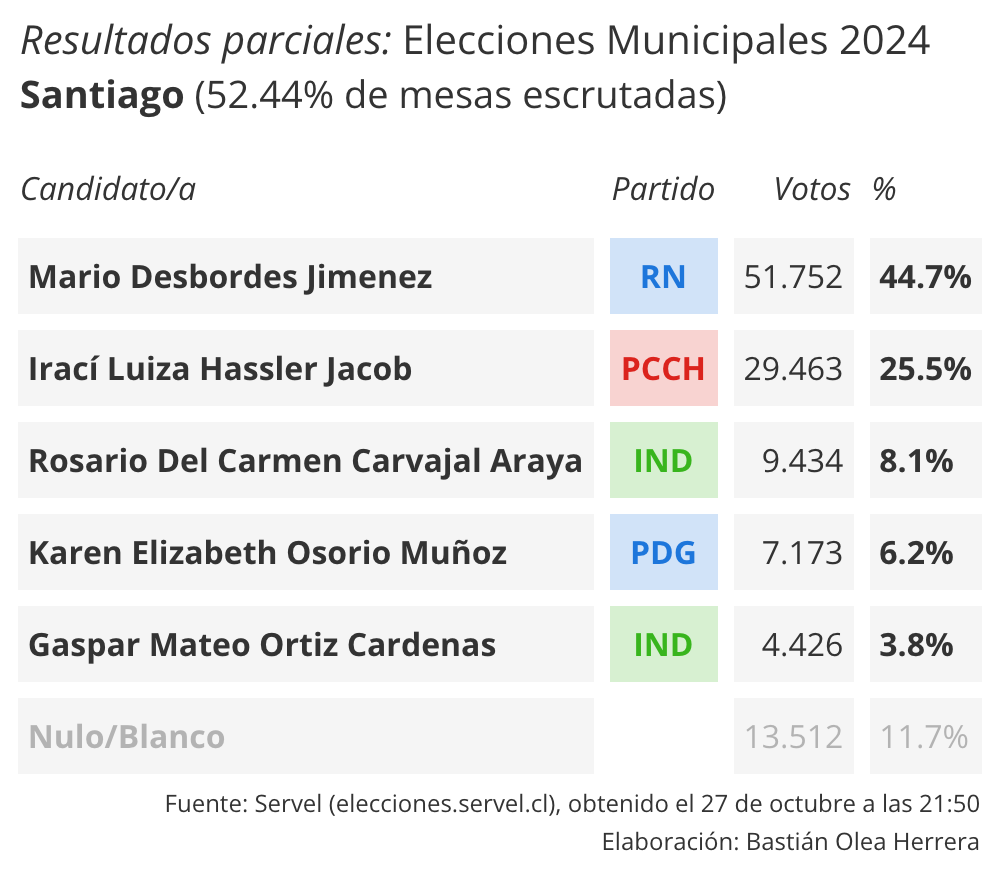 Resultados parciales: Elecciones Municipales 2024
Santiago (52.44% de mesas escrutadas)
Candidato/a Partido Votos %
Mario Desbordes Jimenez RN 51.752 44.7%
Irací Luiza Hassler Jacob PCCH 29.463 25.5%
Rosario Del Carmen Carvajal Araya IND 9.434 8.1%
Karen Elizabeth Osorio Muñoz PDG 7.173 6.2%
Gaspar Mateo Ortiz Cardenas IND 4.426 3.8%
Nulo/Blanco 13.512 11.7%
Fuente: Servel (elecciones.servel.cl), obtenido el 27 de octubre a las 21:50
Elaboración: Bastián Olea Herrera